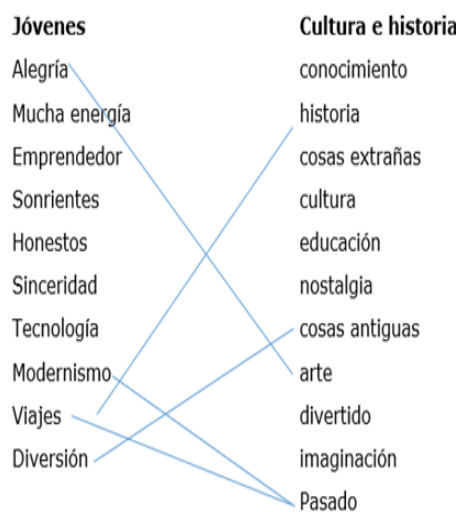 Jóvenes
Alegría
Mucha energía
Emprendedor
Sonrientes
Honestos
Sinceridad
Tecnología
Modernismo
Viajes
Diversión
Cultura e historia
conocimiento
historia
cosas extrañas
cultura
educación
nostalgia
cosas antiguas
arte
divertido
imaginación
Pasado